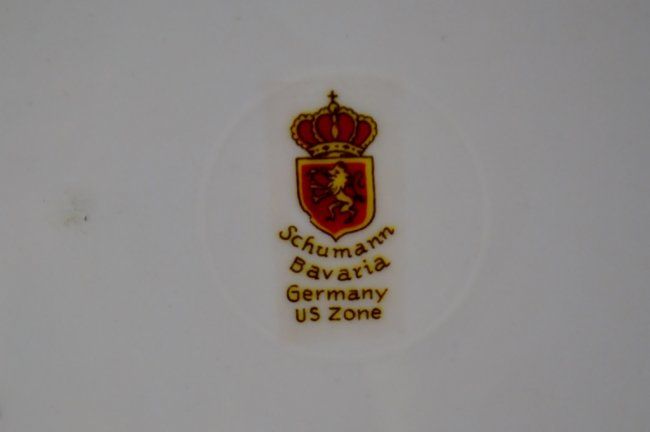 Schumann
Bavaria
Germany
US Zone